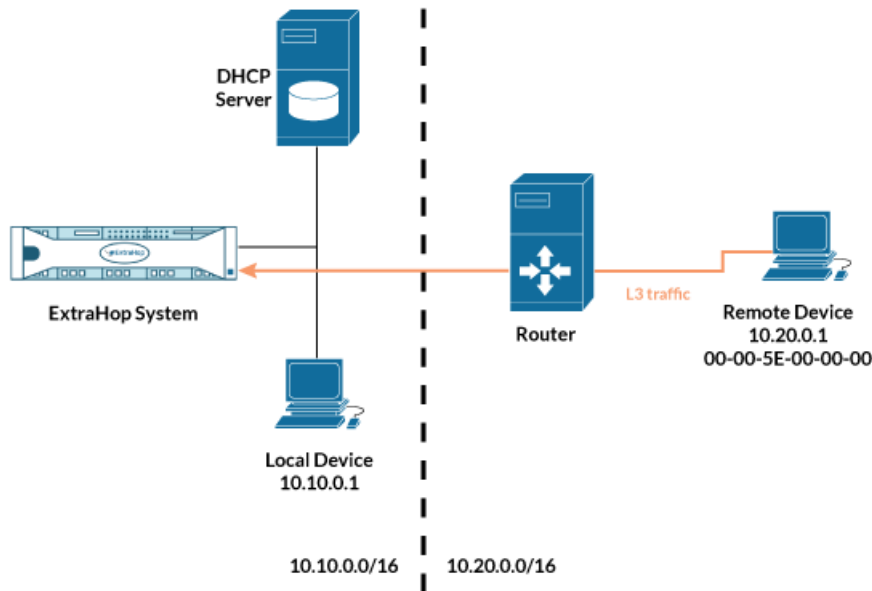 DHCP
Server
ExtraHop
ExtraHop System
Router
L3 traffic
Remote Device
10.20.0.1
00-00-5E-00-00-00
Local Device
10.10.0.1
10.10.0.0/16
10.20.0.0/16